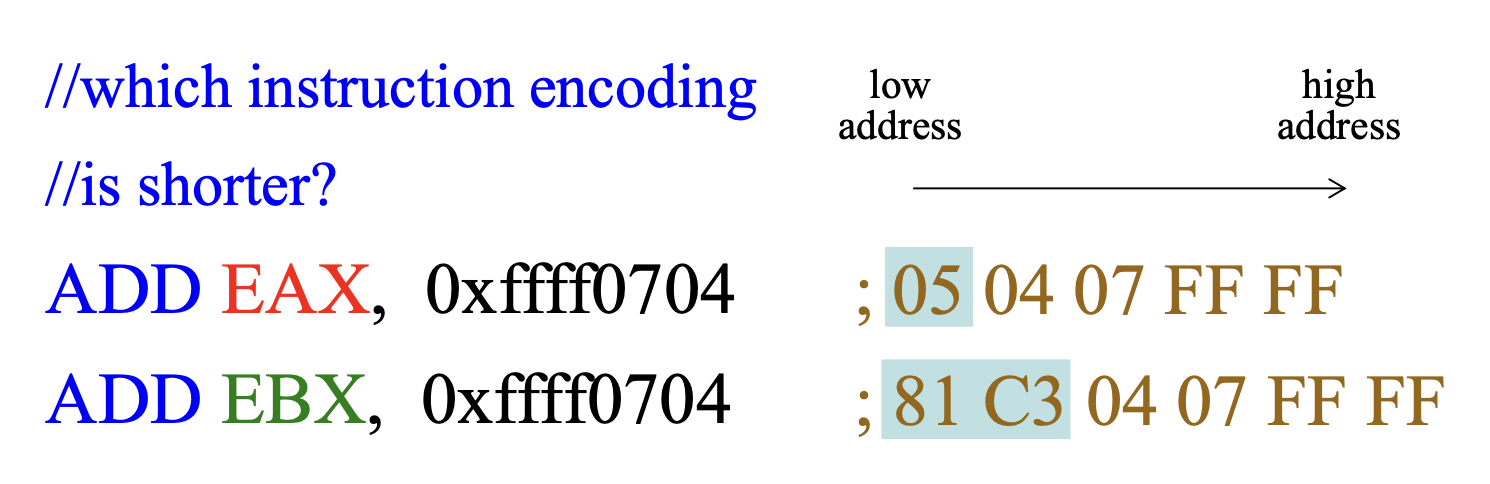 //which instruction encoding
//is shorter?
low address
high address
ADD EAX, 0xffff0704 ; 05 04 07 FF FF
ADD EBX, 0xffff0704 ; 81 C3 04 07 FF FF